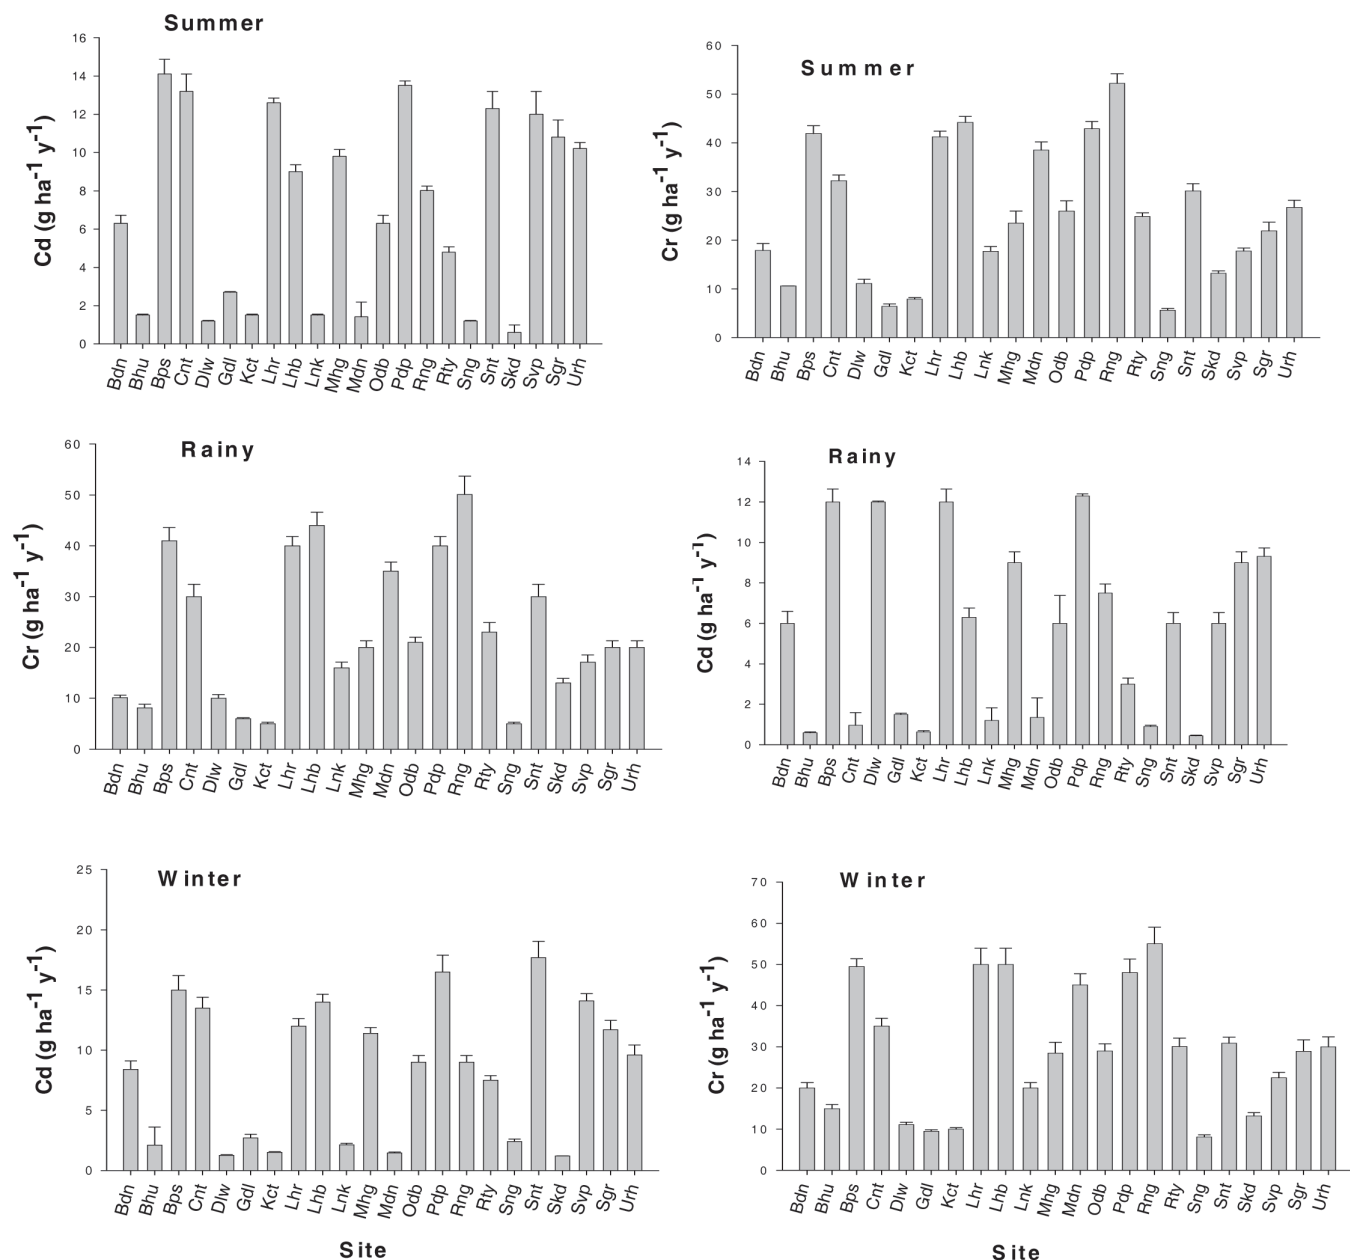 Summer
Cd (g ha-1 y-1)
16
14
12
10
8
6
4
2
0
Bdn Bhu Bps Cnt Dlw Gdl Kct Lhr Lhb Lnk Mhg Mdn Odb Pdp Rng Rty Sng Snt Skd Svp Sgr Urh
Summer
Cr (g ha-1 y-1)
60
50
40
30
20
10
0
Bdn Bhu Bps Cnt Dlw Gdl Kct Lhr Lhb Lnk Mhg Mdn Odb Pdp Rng Rty Sng Snt Skd Svp Sgr Urh
Rainy
Cr (g ha-1 y-1)
60
50
40
30
20
10
0
Bdn Bhu Bps Cnt Dlw Gdl Kct Lhr Lhb Lnk Mhg Mdn Odb Pdp Rng Rty Sng Snt Skd Svp Sgr Urh
Rainy
Cd (g ha-1 y-1)
14
12
10
8
6
4
2
0
Bdn Bhu Bps Cnt Dlw Gdl Kct Lhr Lhb Lnk Mhg Mdn Odb Pdp Rng Rty Sng Snt Skd Svp Sgr Urh
Winter
Cd (g ha-1 y-1)
25
20
15
10
5
0
Bdn Bhu Bps Cnt Dlw Gdl Kct Lhr Lhb Lnk Mhg Mdn Odb Pdp Rng Rty Sng Snt Skd Svp Sgr Urh
Site
Winter
Cr (g ha-1 y-1)
70
60
50
40
30
20
10
0
Bdn Bhu Bps Cnt Dlw Gdl Kct Lhr Lhb Lnk Mhg Mdn Odb Pdp Rng Rty Sng Snt Skd Svp Sgr Urh
Site